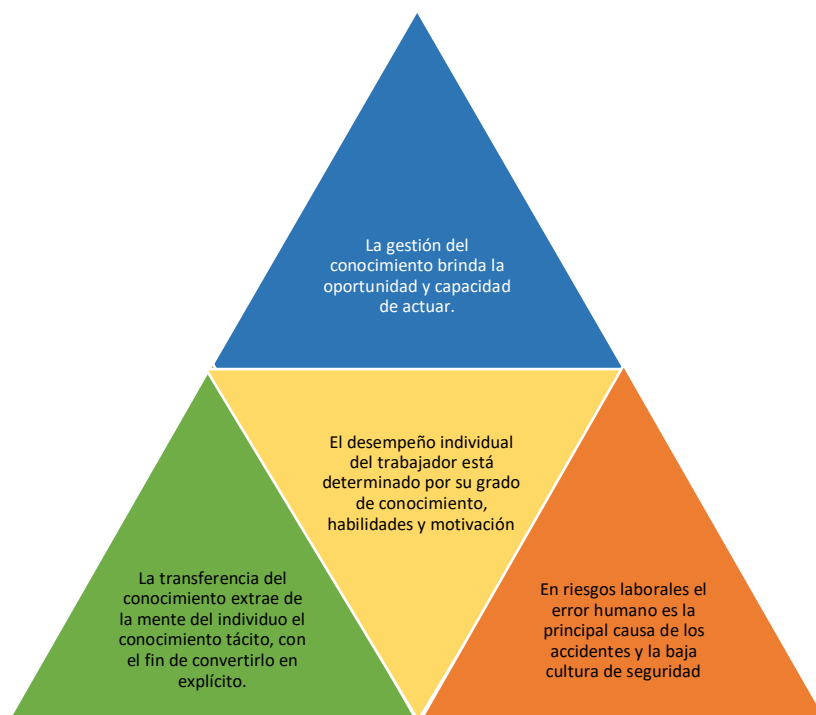 La gestión del
conocimiento brinda la
oportunidad y capacidad
de actuar.
El desempeño individual
del trabajador está
determinado por su grado
de conocimiento,
habilidades y motivación
La transferencia del
conocimiento extrae de
la mente del individuo el
conocimiento tácito, con
el fin de convertirlo en
explícito.
En riesgos laborales el
error humano es la
principal causa de los
accidentes y la baja
cultura de seguridad